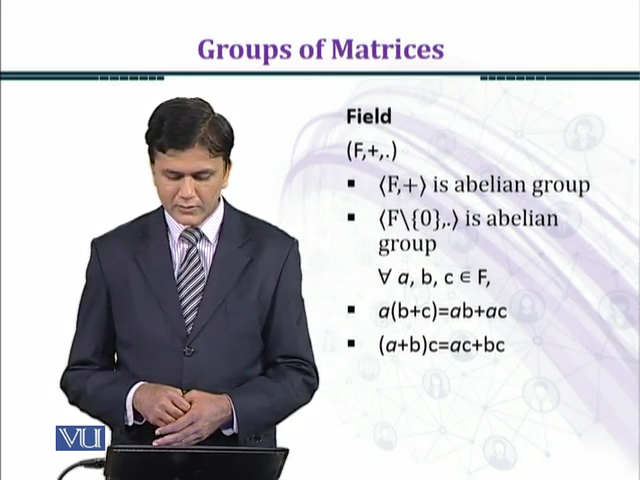 Groups of Matrices
Field
(F,+,.)
▪ ⟨F,+⟩ is abelian group
▪ ⟨F\{0},.⟩ is abelian
group
∀ a, b, c ∈ F,
▪ a(b+c)=ab+ac
▪ (a+b)c=ac+bc
VU